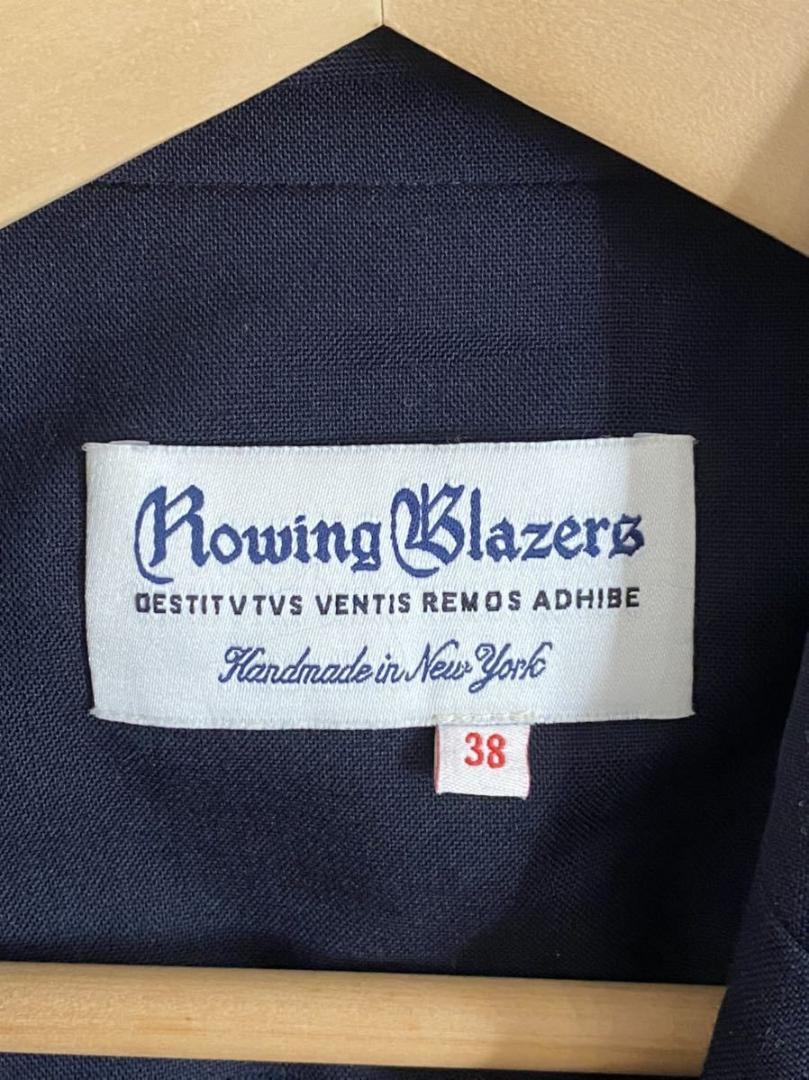 Rowing Blazers
DESTITVTVS VENTIS REMOS ADHIBE
Handmade in New York
38